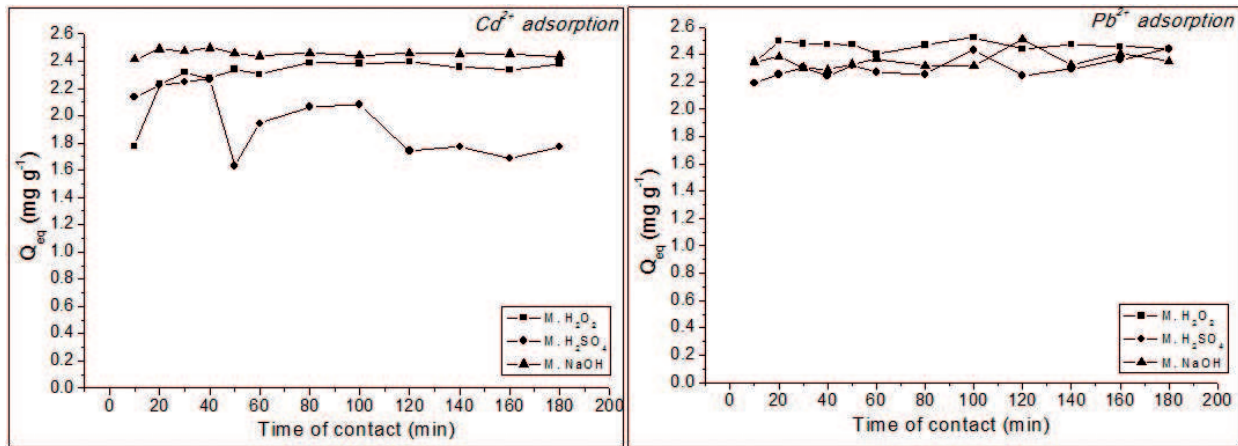 Cd²⁺ adsorption
2.6
2.4
2.2
2.0
1.8
1.6
1.4
1.2
1.0
0.8
0.6
0.4
0.2
0.0
Q_eq (mg g⁻¹)
M. H₂O₂
M. H₂SO₄
M. NaOH
0 20 40 60 80 100 120 140 160 180 200
Time of contact (min)
Pb²⁺ adsorption
2.6
2.4
2.2
2.0
1.8
1.6
1.4
1.2
1.0
0.8
0.6
0.4
0.2
0.0
Q_eq (mg g⁻¹)
M. H₂O₂
M. H₂SO₄
M. NaOH
0 20 40 60 80 100 120 140 160 180 200
Time of contact (min)